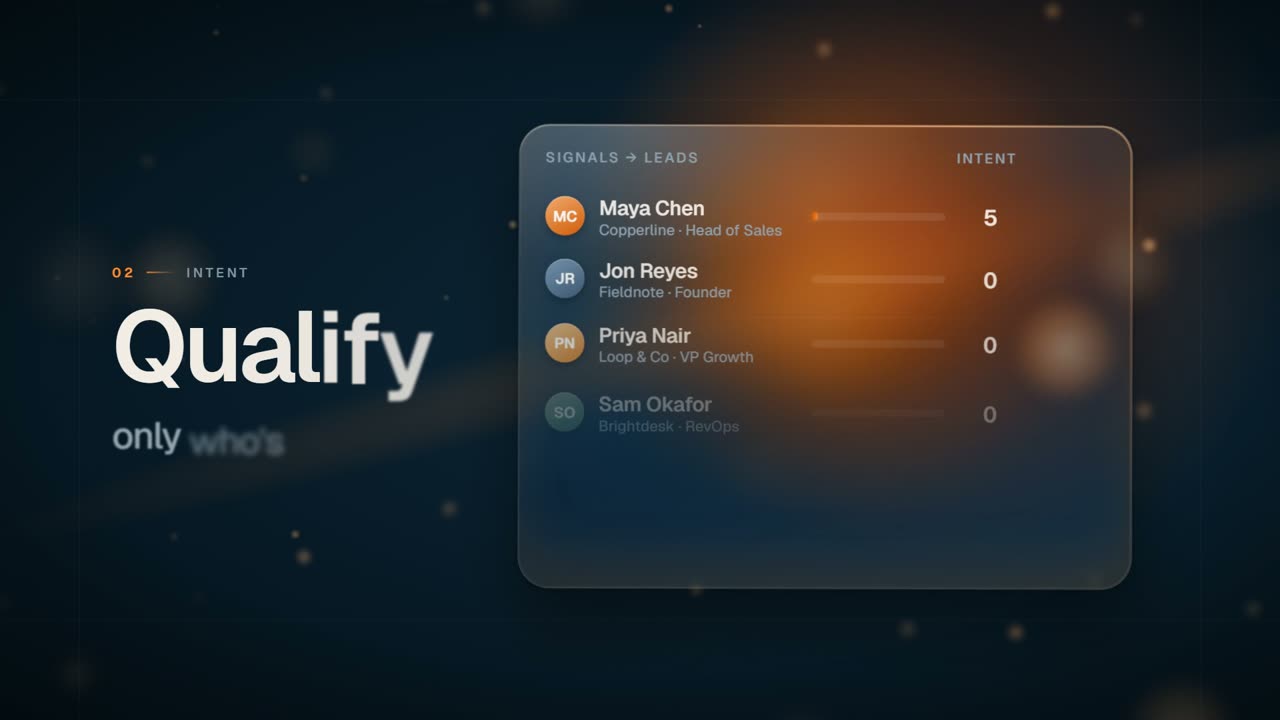 02 INTENT
Qualify
only who's
SIGNALS → LEADS INTENT
MC Maya Chen 5
Copperline · Head of Sales
JR Jon Reyes 0
Fieldnote · Founder
PN Priya Nair 0
Loop & Co · VP Growth
SO Sam Okafor 0
Brightdesk · RevOps